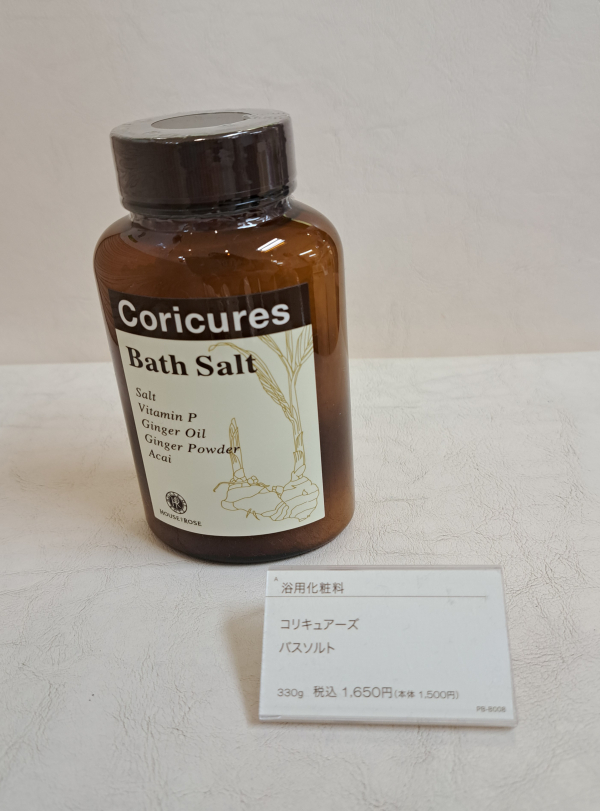 Coricures
Bath Salt
Salt
Vitamin P
Ginger Oil
Ginger Powder
Acai
HOUSE OF ROSE
浴用化粧料
コリキュアーズ
バスソルト
330g 税込 1,650円(本体 1,500円)
PB-6008